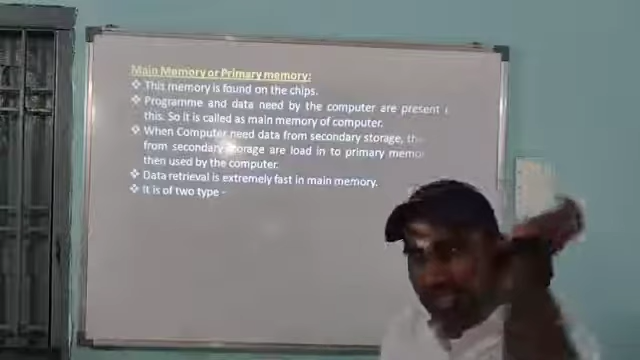 Main Memory or Primary memory:
❖ This memory is found on the chips.
❖ Programme and data need by the computer are present
this. So it is called as main memory of computer.
❖ When Computer need data from secondary storage,
from secondary storage are load in to primary
then used by the computer.
❖ Data retrieval is extremely fast in main memory.
❖ It is of two type -